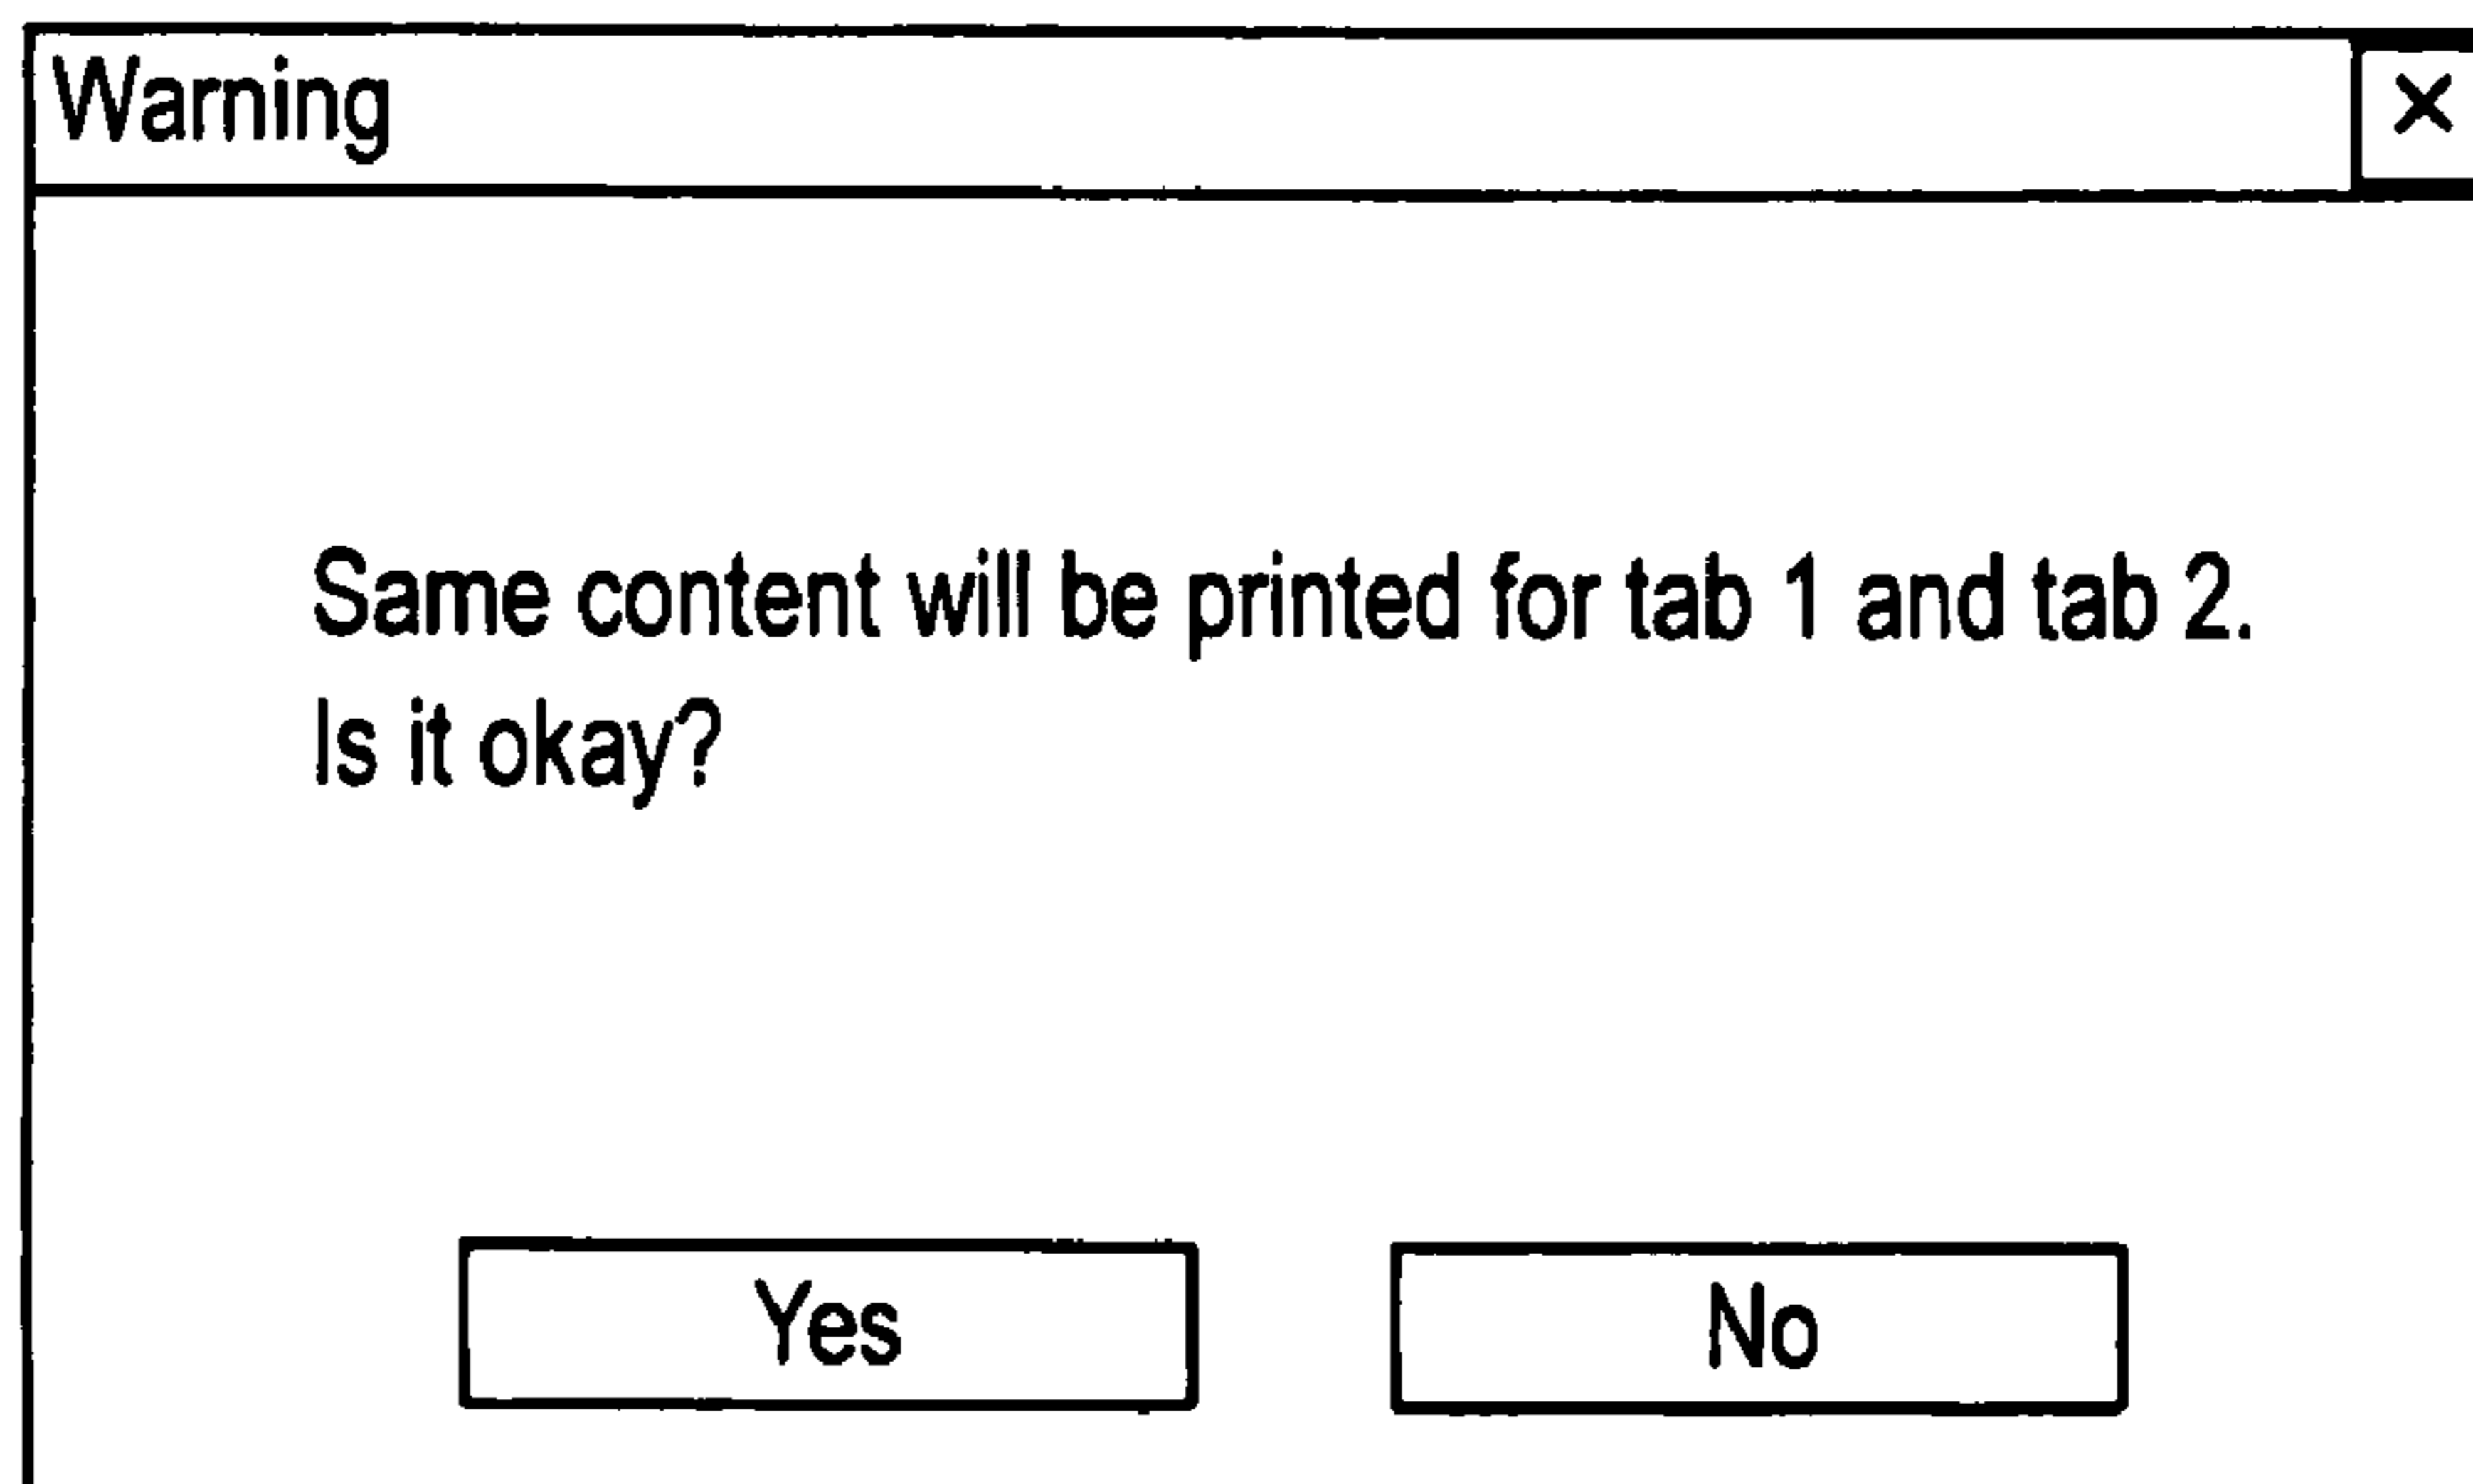 Warning ×
Same content will be printed for tab 1 and tab 2.
Is it okay?
Yes No